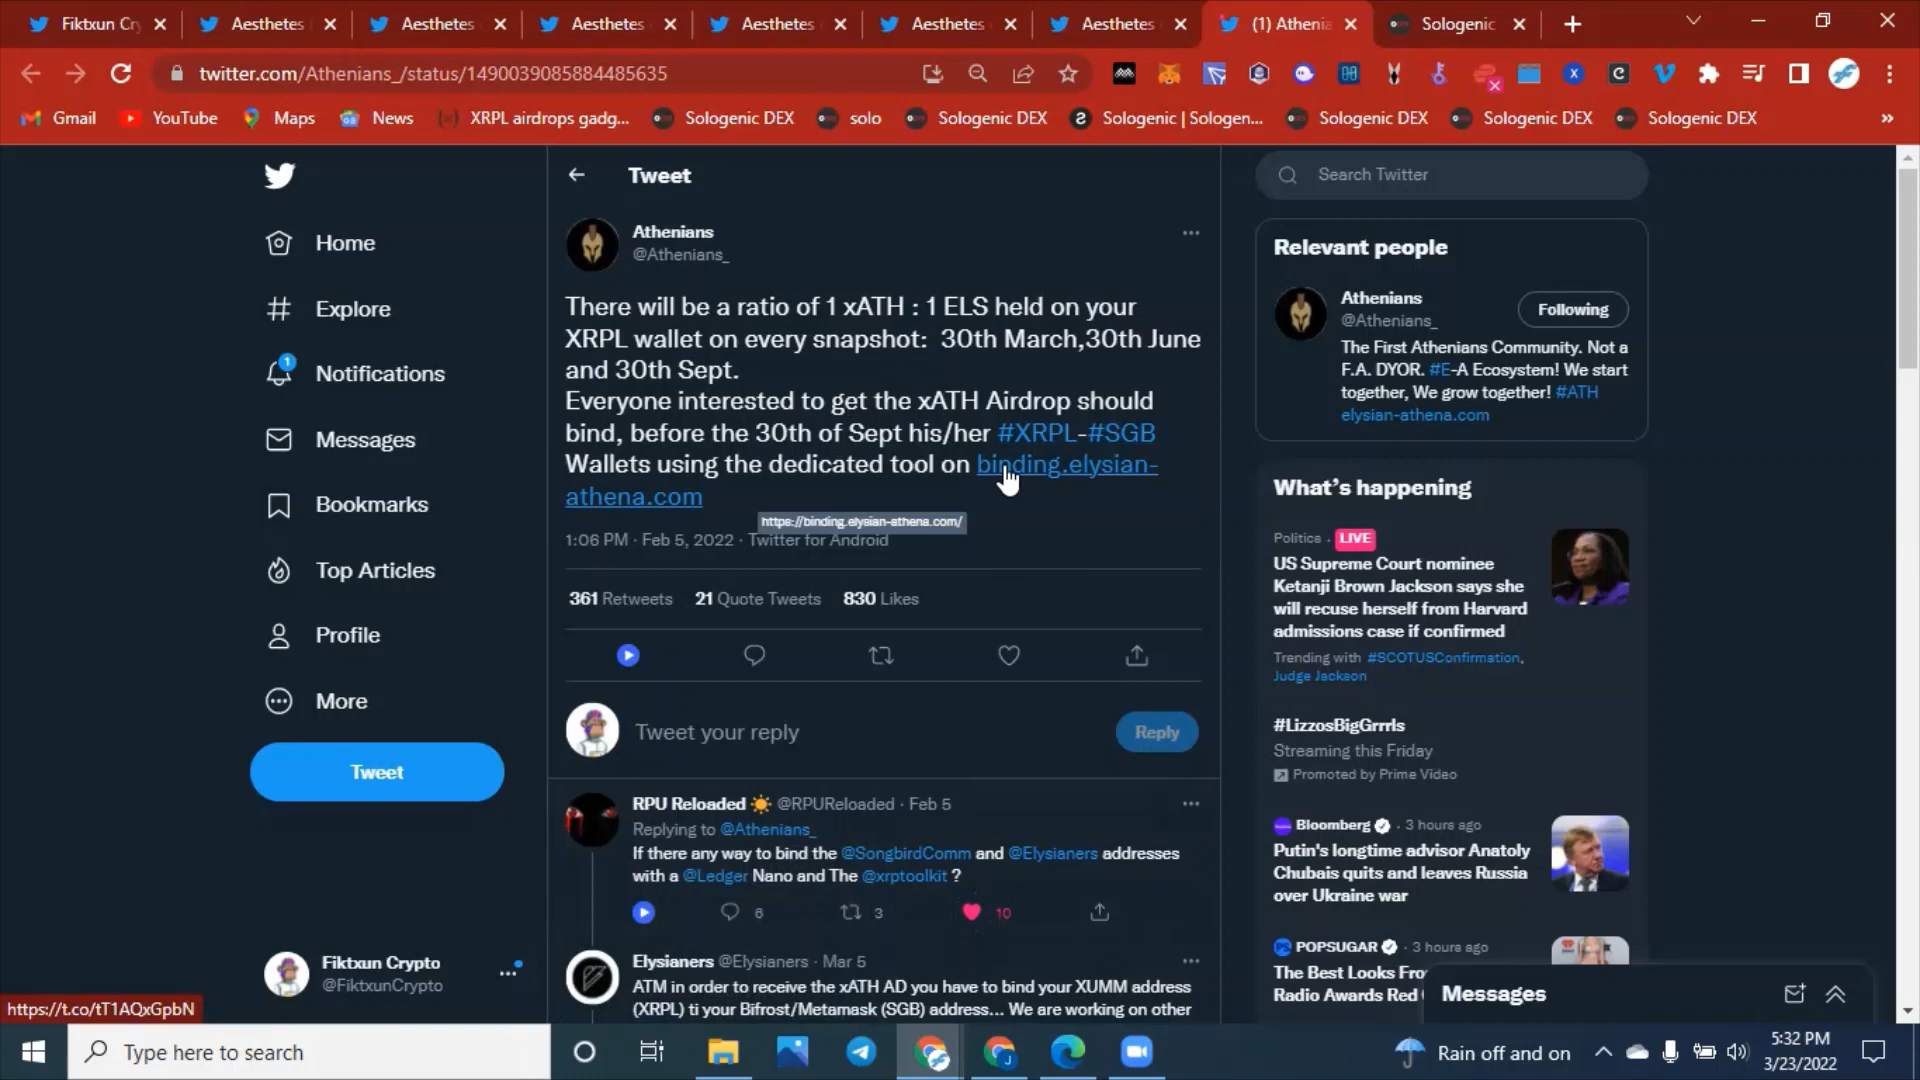 Fiktxun Cr
Aesthetes
Aesthetes
Aesthetes
Aesthetes
Aesthetes
Aesthetes
(1) Athenia
Sologenic
twitter.com/Athenians_/status/1490039085884485635
Gmail
YouTube
Maps
News
XRPL airdrops gadg...
Sologenic DEX
solo
Sologenic DEX
Sologenic | Sologen...
Sologenic DEX
Sologenic DEX
Sologenic DEX
»
Home
Explore
1
Notifications
Messages
Bookmarks
Top Articles
Profile
More
Tweet
Fiktxun Crypto
@FiktxunCrypto
Tweet
Athenians
@Athenians_
There will be a ratio of 1 xATH : 1 ELS held on your
XRPL wallet on every snapshot: 30th March,30th June
and 30th Sept.
Everyone interested to get the xATH Airdrop should
bind, before the 30th of Sept his/her #XRPL-#SGB
Wallets using the dedicated tool on binding.elysian-
athena.com
https://binding.elysian-athena.com/
1:06 PM · Feb 5, 2022 · Twitter for Android
361 Retweets 21 Quote Tweets 830 Likes
Tweet your reply
Reply
RPU Reloaded @RPUReloaded · Feb 5
Replying to @Athenians_
If there any way to bind the @SongbirdComm and @Elysianers addresses
with a @Ledger Nano and The @xrptoolkit ?
6 3 10
Elysianers @Elysianers · Mar 5
ATM in order to receive the xATH AD you have to bind your XUMM address
(XRPL) ti your Bifrost/Metamask (SGB) address... We are working on other
Search Twitter
Relevant people
Athenians
@Athenians_
Following
The First Athenians Community. Not a
F.A. DYOR. #E-A Ecosystem! We start
together, We grow together! #ATH
elysian-athena.com
What's happening
Politics · LIVE
US Supreme Court nominee
Ketanji Brown Jackson says she
will recuse herself from Harvard
admissions case if confirmed
Trending with #SCOTUSConfirmation,
Judge Jackson
#LizzosBigGrrrls
Streaming this Friday
Promoted by Prime Video
Bloomberg · 3 hours ago
Putin's longtime advisor Anatoly
Chubais quits and leaves Russia
over Ukraine war
POPSUGAR · 3 hours ago
The Best Looks Fro
Radio Awards Red
Messages
https://t.co/tT1AQxGpbN
Type here to search
Rain off and on
5:32 PM
3/23/2022